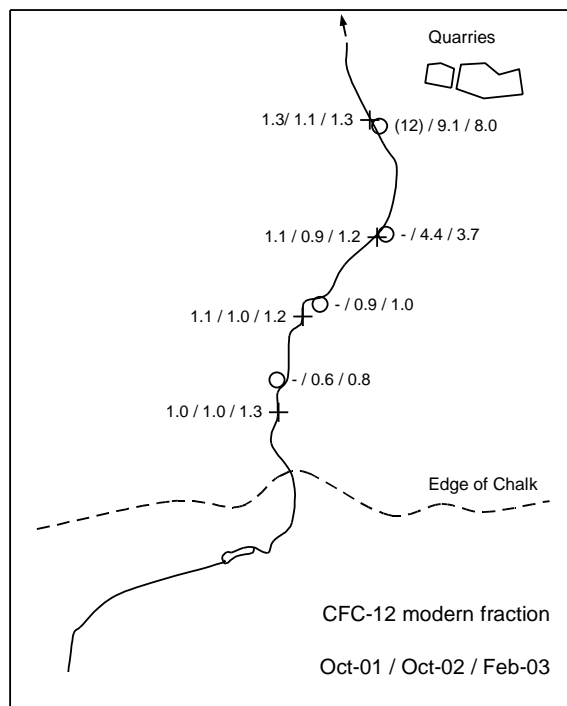 Quarries
1.3/ 1.1 / 1.3
(12) / 9.1 / 8.0
1.1 / 0.9 / 1.2
- / 4.4 / 3.7
- / 0.9 / 1.0
1.1 / 1.0 / 1.2
- / 0.6 / 0.8
1.0 / 1.0 / 1.3
Edge of Chalk
CFC-12 modern fraction
Oct-01 / Oct-02 / Feb-03